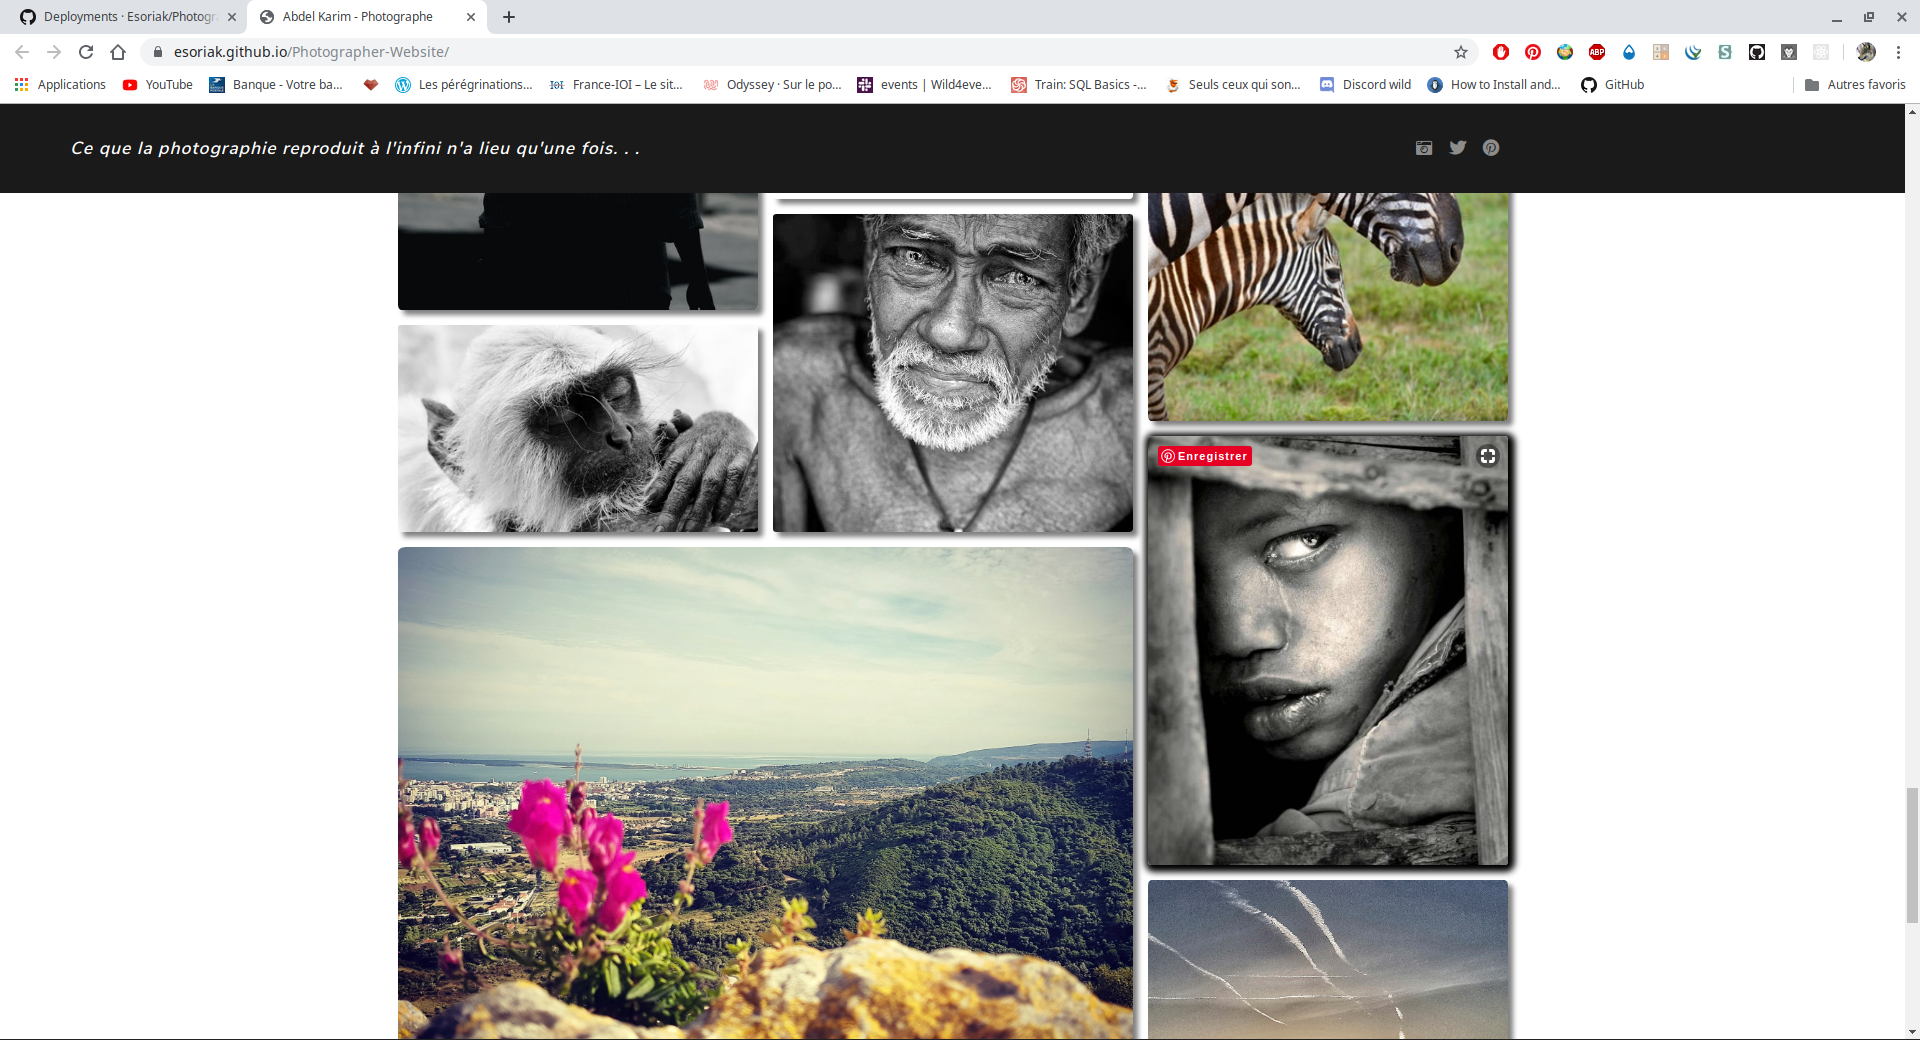 Deployments · Esoriak/Photogr
Abdel Karim - Photographe
esoriak.github.io/Photographer-Website/
ABP
Applications
YouTube
Banque - Votre ba...
Les pérégrinations...
France-IOI – Le sit...
Odyssey · Sur le po...
events | Wild4eve...
Train: SQL Basics -...
Seuls ceux qui son...
Discord wild
How to Install and...
GitHub
Autres favoris
Ce que la photographie reproduit à l'infini n'a lieu qu'une fois. . .
Enregistrer